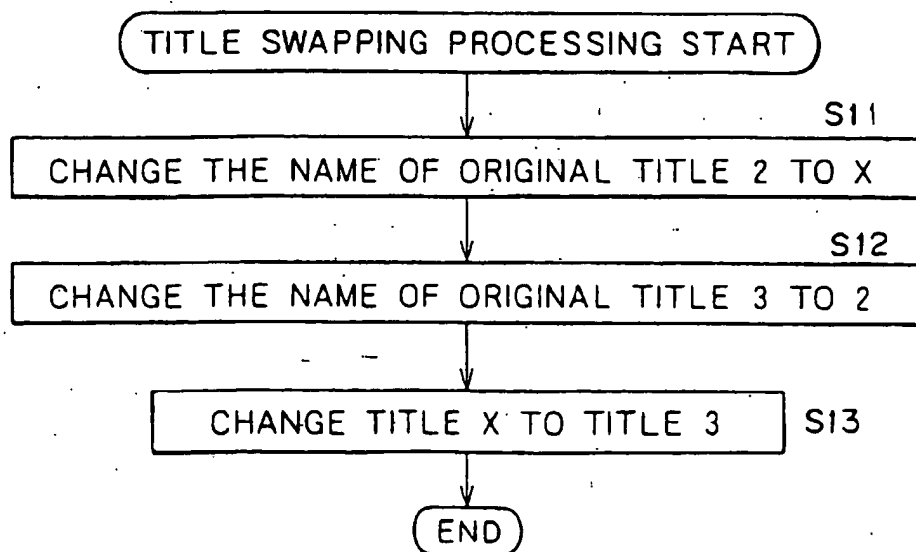 TITLE SWAPPING PROCESSING START
S11
CHANGE THE NAME OF ORIGINAL TITLE 2 TO X
S12
CHANGE THE NAME OF ORIGINAL TITLE 3 TO 2
CHANGE TITLE X TO TITLE 3
S13
END